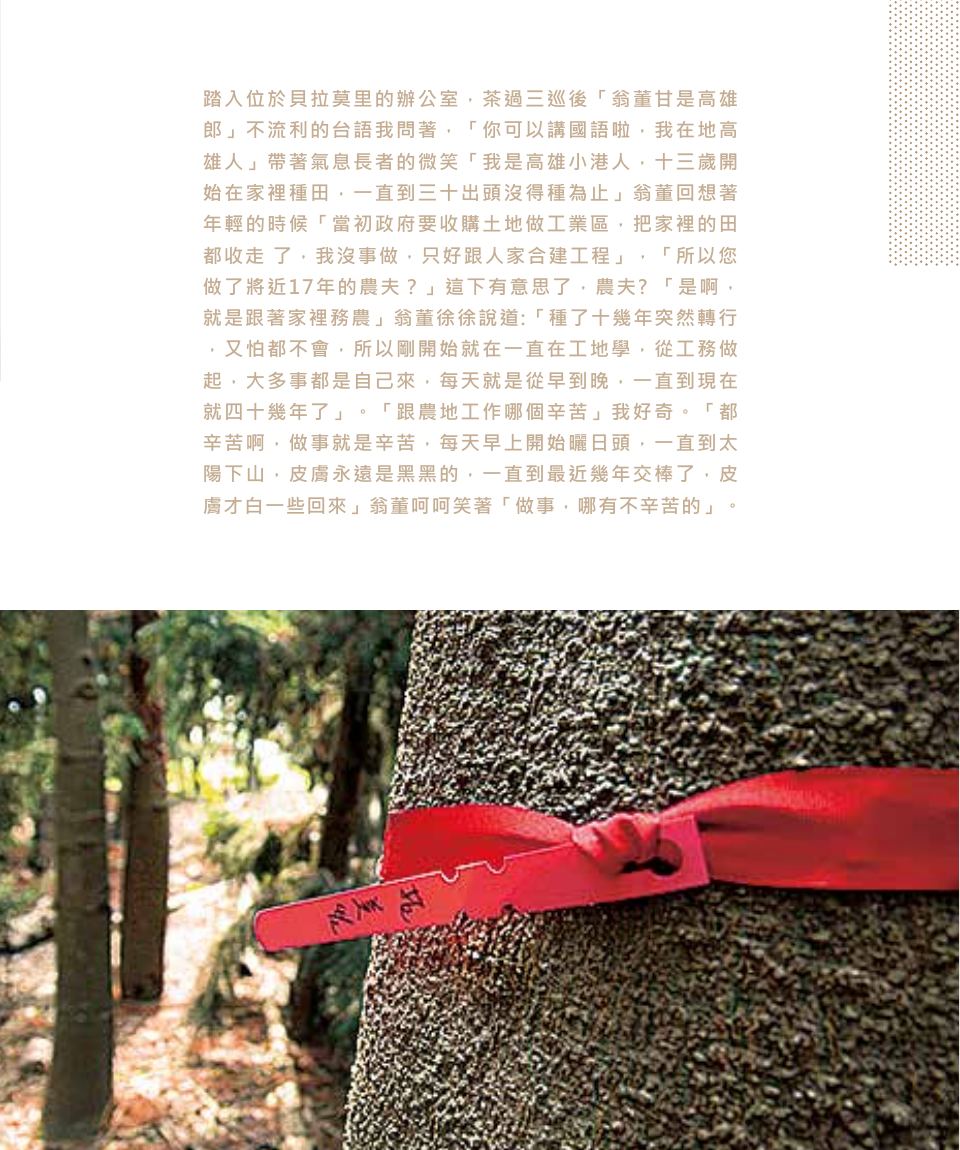 踏入位於貝拉莫里的辦公室，茶過三巡後「翁董甘是高雄
郎」不流利的台語我問著，「你可以講國語啦，我在地高
雄人」帶著氣息長者的微笑「我是高雄小港人，十三歲開
始在家裡種田，一直到三十出頭沒得種為止」翁董回想著
年輕的時候「當初政府要收購土地做工業區，把家裡的田
都收走 了，我沒事做，只好跟人家合建工程」，「所以您
做了將近17年的農夫？」這下有意思了，農夫? 「是啊，
就是跟著家裡務農」翁董徐徐說道:「種了十幾年突然轉行
，又怕都不會，所以剛開始就在一直在工地學，從工務做
起，大多事都是自己來，每天就是從早到晚，一直到現在
就四十幾年了」。「跟農地工作哪個辛苦」我好奇。「都
辛苦啊，做事就是辛苦，每天早上開始曬日頭，一直到太
陽下山，皮膚永遠是黑黑的，一直到最近幾年交棒了，皮
膚才白一些回來」翁董呵呵笑著「做事，哪有不辛苦的」。